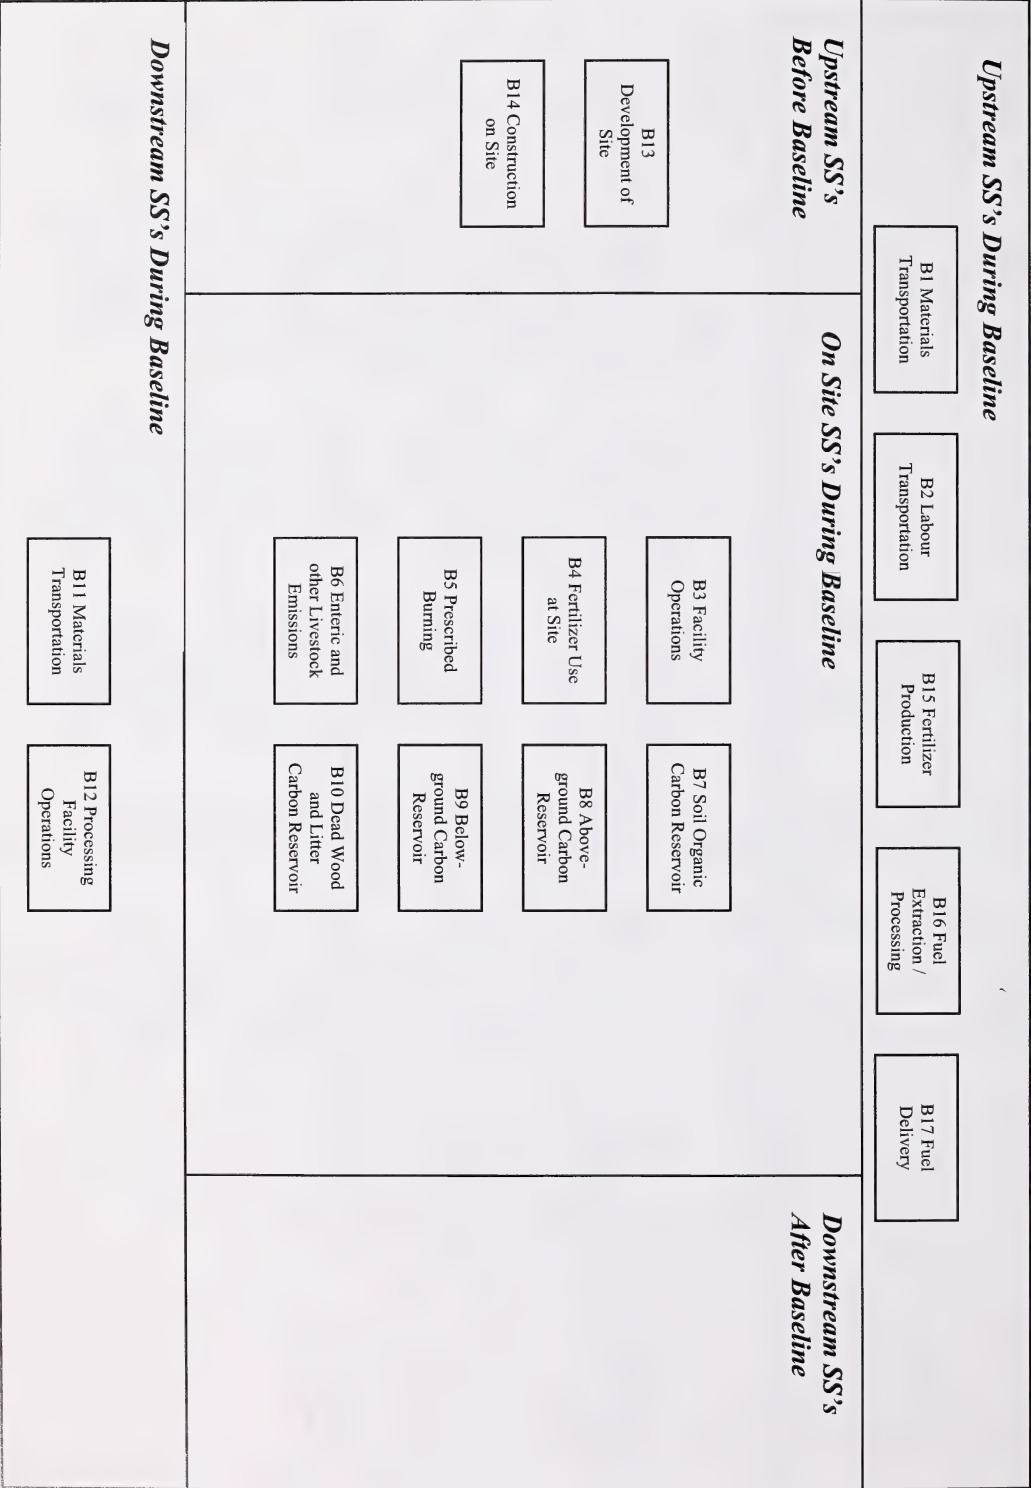 Upstream SS's During Baseline
B1 Materials
Transportation
B2 Labour
Transportation
B15 Fertilizer
Production
B16 Fuel
Extraction /
Processing
B17 Fuel
Delivery
Upstream SS's
Before Baseline
B13
Development of
Site
B14 Construction
on Site
On Site SS's During Baseline
B3 Facility
Operations
B7 Soil Organic
Carbon Reservoir
B4 Fertilizer Use
at Site
B8 Above-
ground Carbon
Reservoir
B5 Prescribed
Burning
B9 Below-
ground Carbon
Reservoir
B6 Enteric and
other Livestock
Emissions
B10 Dead Wood
and Litter
Carbon Reservoir
Downstream SS's
After Baseline
Downstream SS's During Baseline
B11 Materials
Transportation
B12 Processing
Facility
Operations